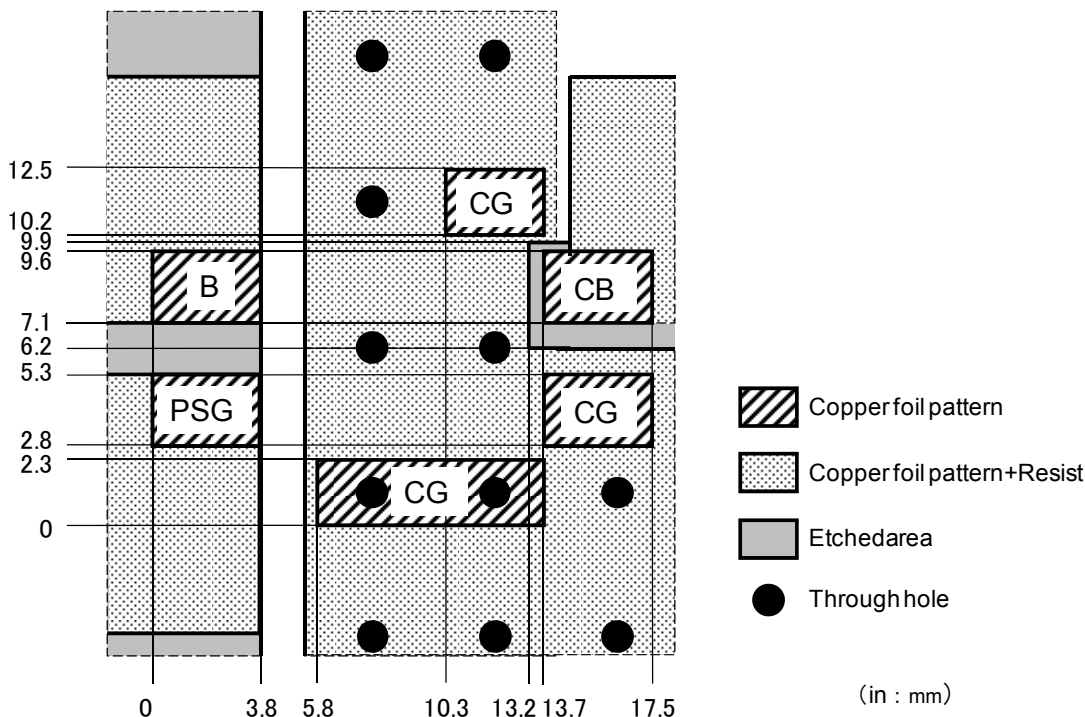 12.5
CG
10.2
9.9
9.6
B
CB
7.1
6.2
5.3
PSG
CG
2.8
2.3
CG
0
0
3.8
5.8
10.3
13.2
13.7
17.5
Copper foil pattern
Copper foil pattern+Resist
Etchedarea
Through hole
(in : mm)